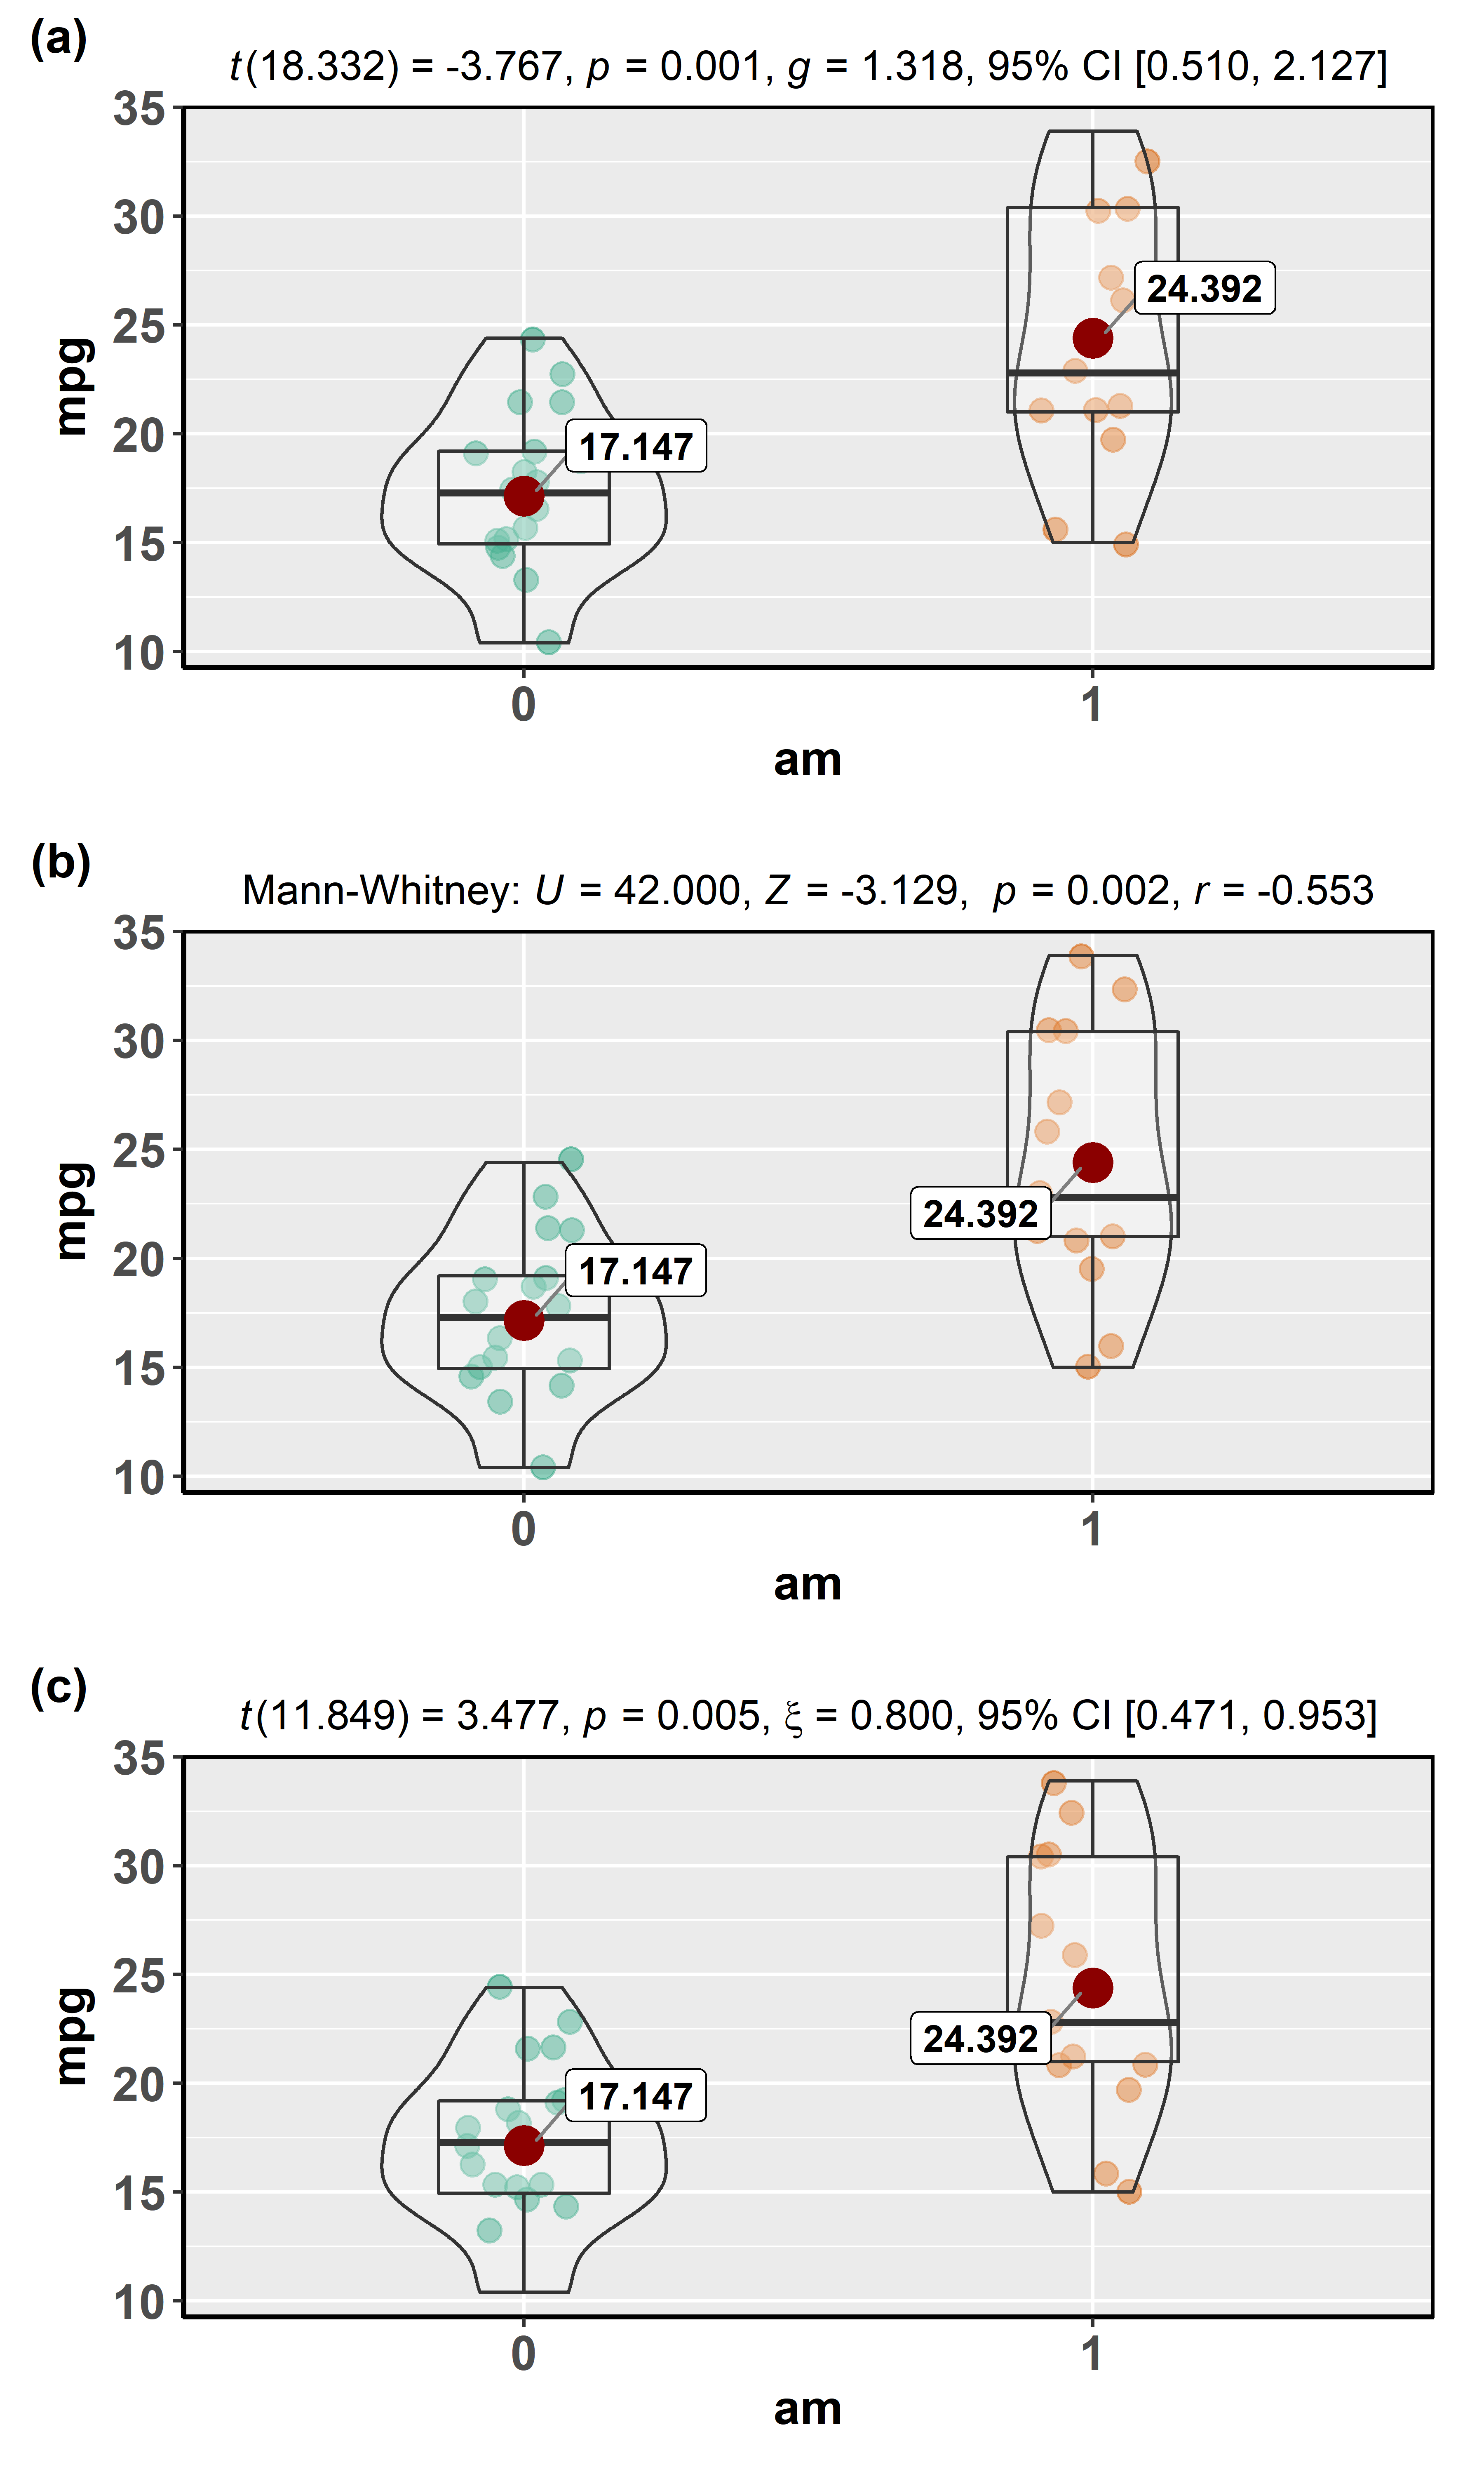 (a)
t(18.332) = -3.767, p = 0.001, g = 1.318, 95% CI [0.510, 2.127]
35
30
25
20
15
10
mpg
24.392
17.147
0 1
am
(b)
Mann-Whitney: U = 42.000, Z = -3.129, p = 0.002, r = -0.553
35
30
25
20
15
10
mpg
24.392
17.147
0 1
am
(c)
t(11.849) = 3.477, p = 0.005, ξ = 0.800, 95% CI [0.471, 0.953]
35
30
25
20
15
10
mpg
24.392
17.147
0 1
am